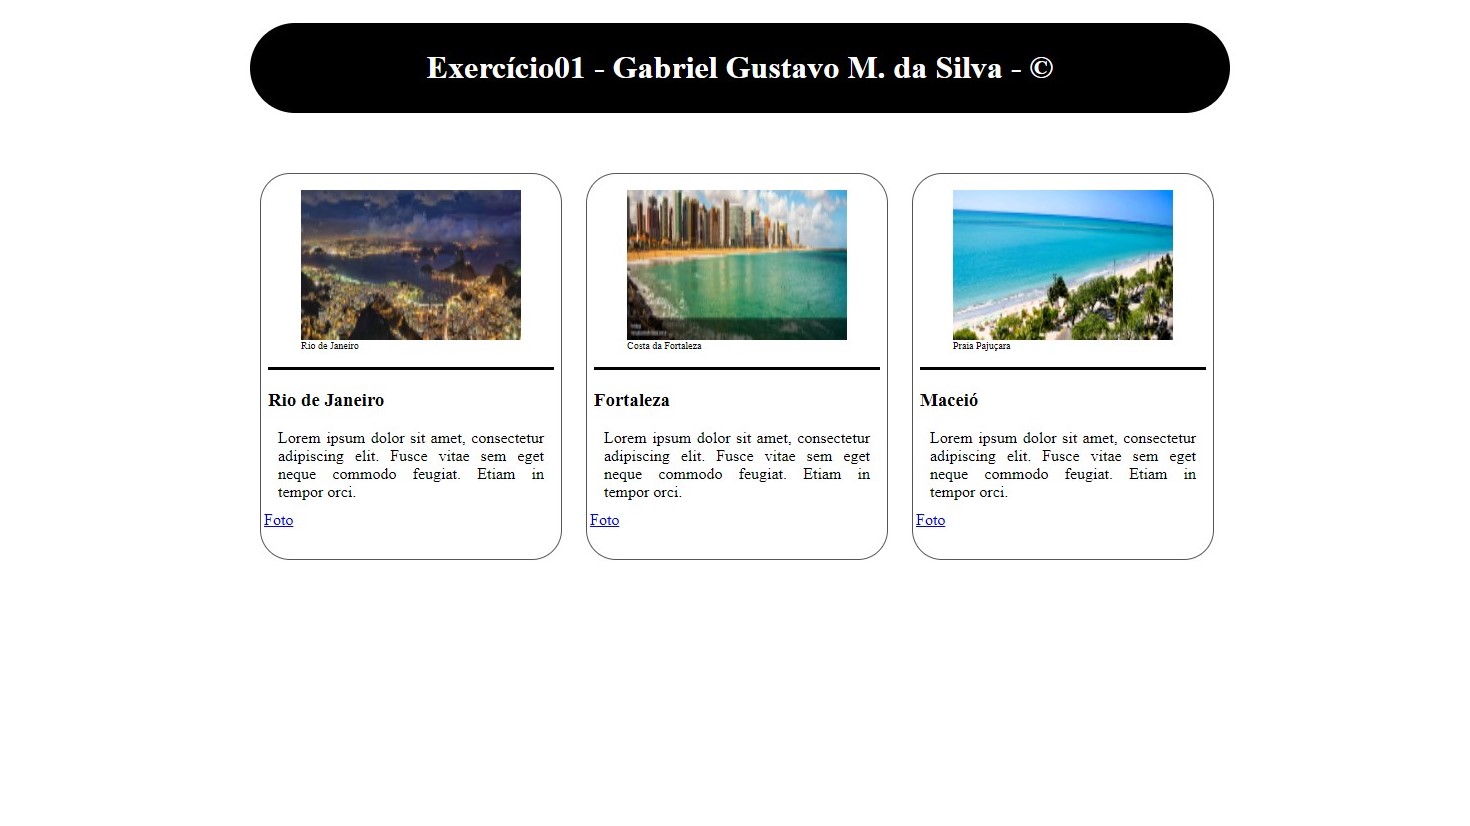 Exercício01 - Gabriel Gustavo M. da Silva - ©
Rio de Janeiro
Rio de Janeiro
Lorem ipsum dolor sit amet, consectetur
adipiscing elit. Fusce vitae sem eget
neque commodo feugiat. Etiam in
tempor orci.
Foto
Costa da Fortaleza
Fortaleza
Lorem ipsum dolor sit amet, consectetur
adipiscing elit. Fusce vitae sem eget
neque commodo feugiat. Etiam in
tempor orci.
Foto
Praia Pajuçara
Maceió
Lorem ipsum dolor sit amet, consectetur
adipiscing elit. Fusce vitae sem eget
neque commodo feugiat. Etiam in
tempor orci.
Foto